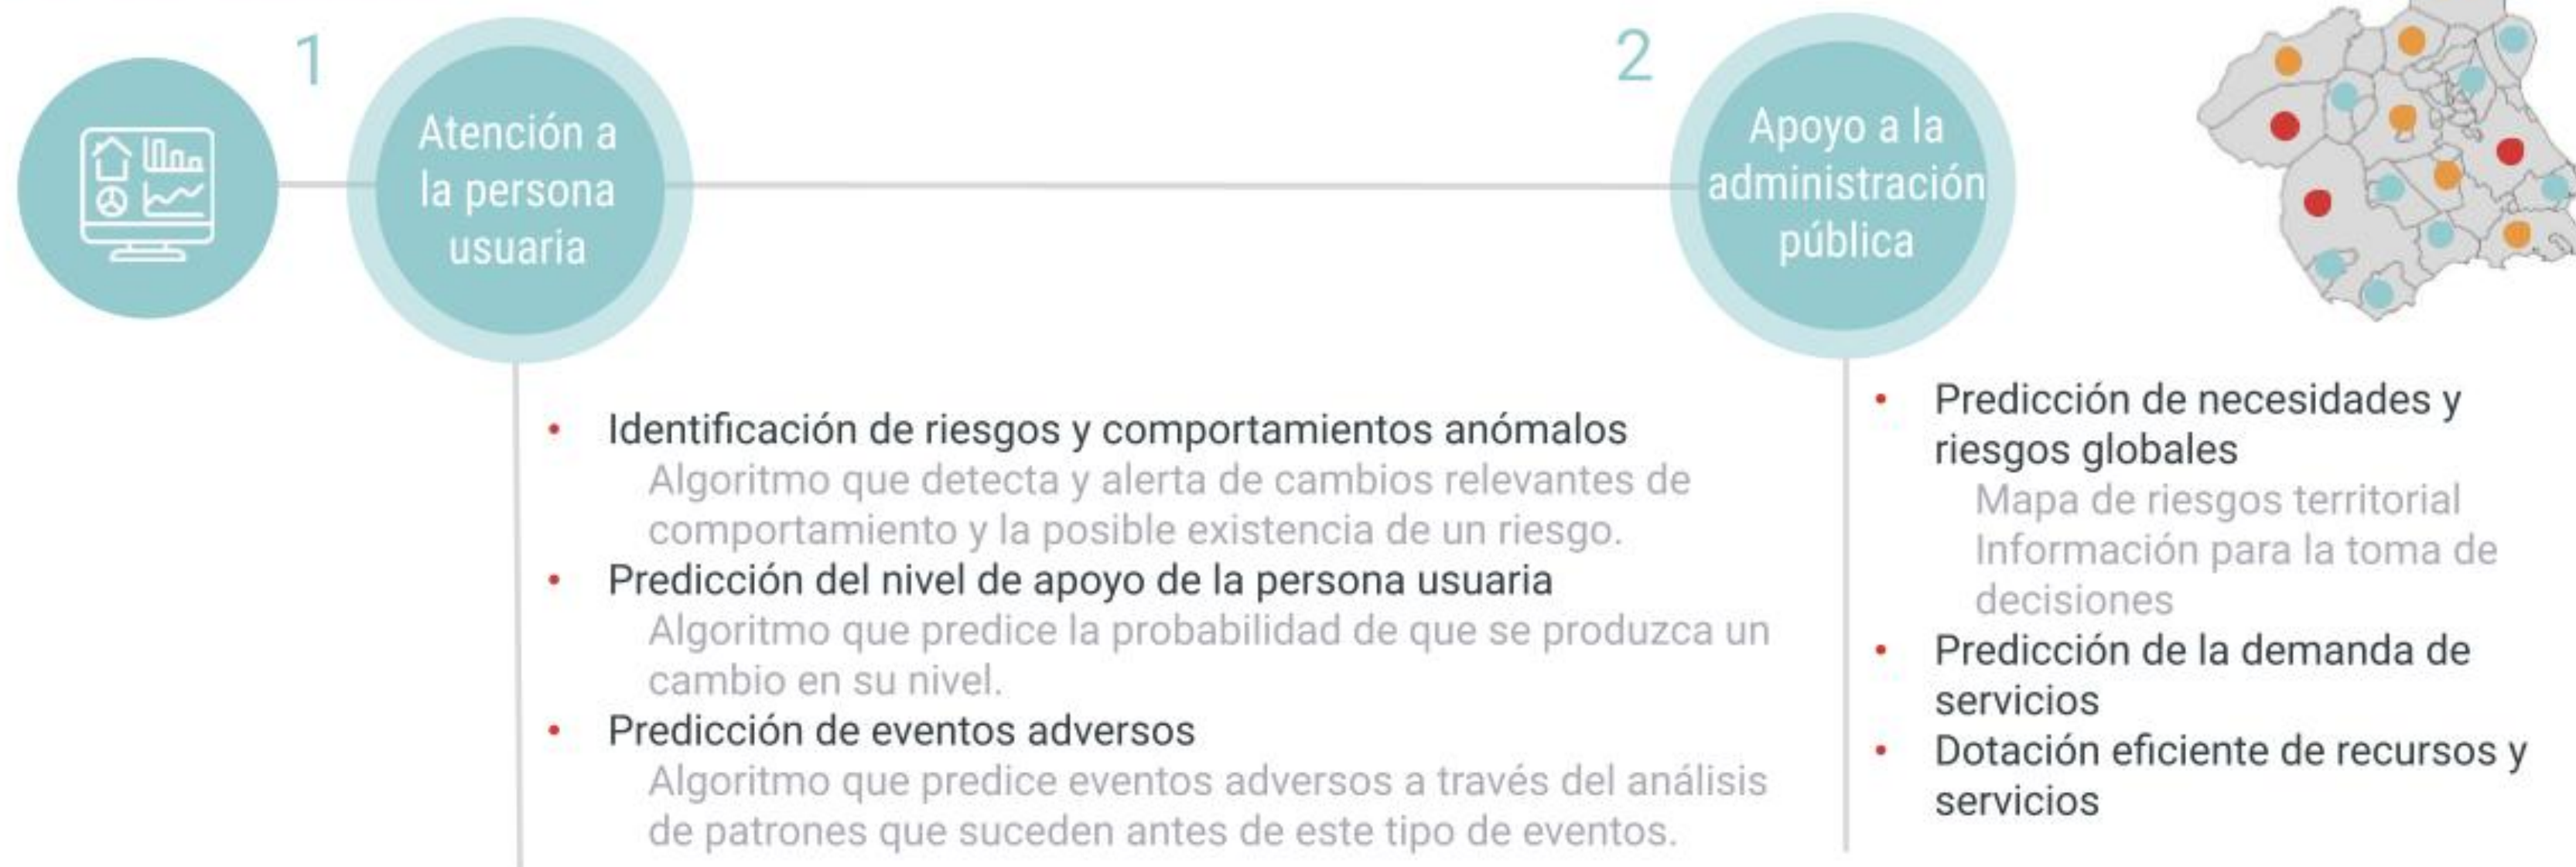 1
Atención a
la persona
usuaria
• Identificación de riesgos y comportamientos anómalos
Algoritmo que detecta y alerta de cambios relevantes de
comportamiento y la posible existencia de un riesgo.
• Predicción del nivel de apoyo de la persona usuaria
Algoritmo que predice la probabilidad de que se produzca un
cambio en su nivel.
• Predicción de eventos adversos
Algoritmo que predice eventos adversos a través del análisis
de patrones que suceden antes de este tipo de eventos.
2
Apoyo a la
administración
pública
• Predicción de necesidades y
riesgos globales
Mapa de riesgos territorial
Información para la toma de
decisiones
• Predicción de la demanda de
servicios
• Dotación eficiente de recursos y
servicios